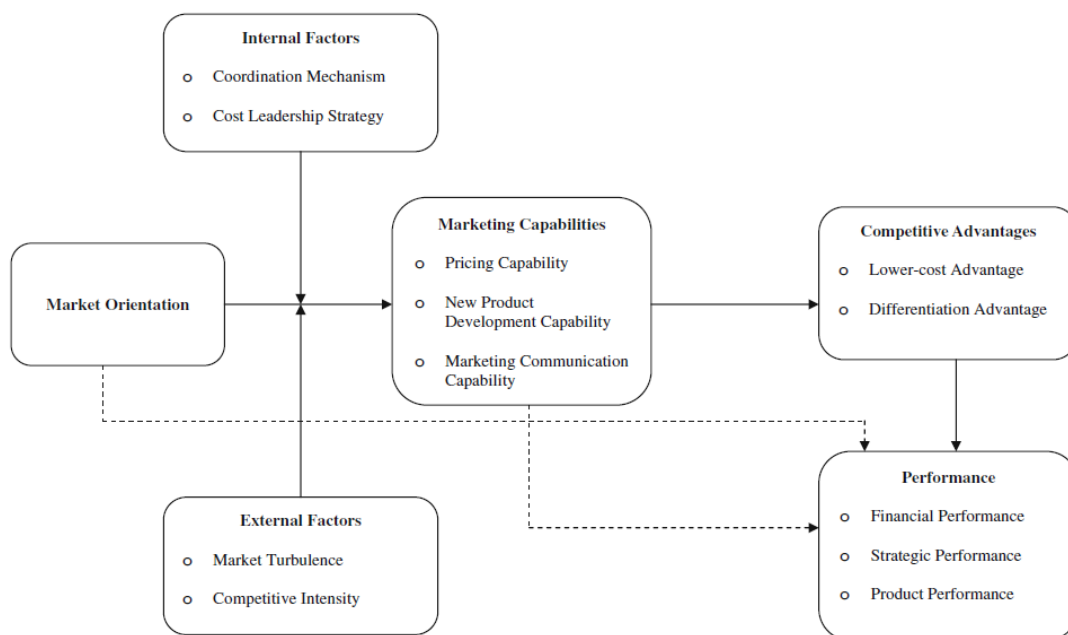 Internal Factors
Coordination Mechanism
Cost Leadership Strategy
Market Orientation
Marketing Capabilities
Pricing Capability
New Product
Development Capability
Marketing Communication
Capability
Competitive Advantages
Lower-cost Advantage
Differentiation Advantage
External Factors
Market Turbulence
Competitive Intensity
Performance
Financial Performance
Strategic Performance
Product Performance